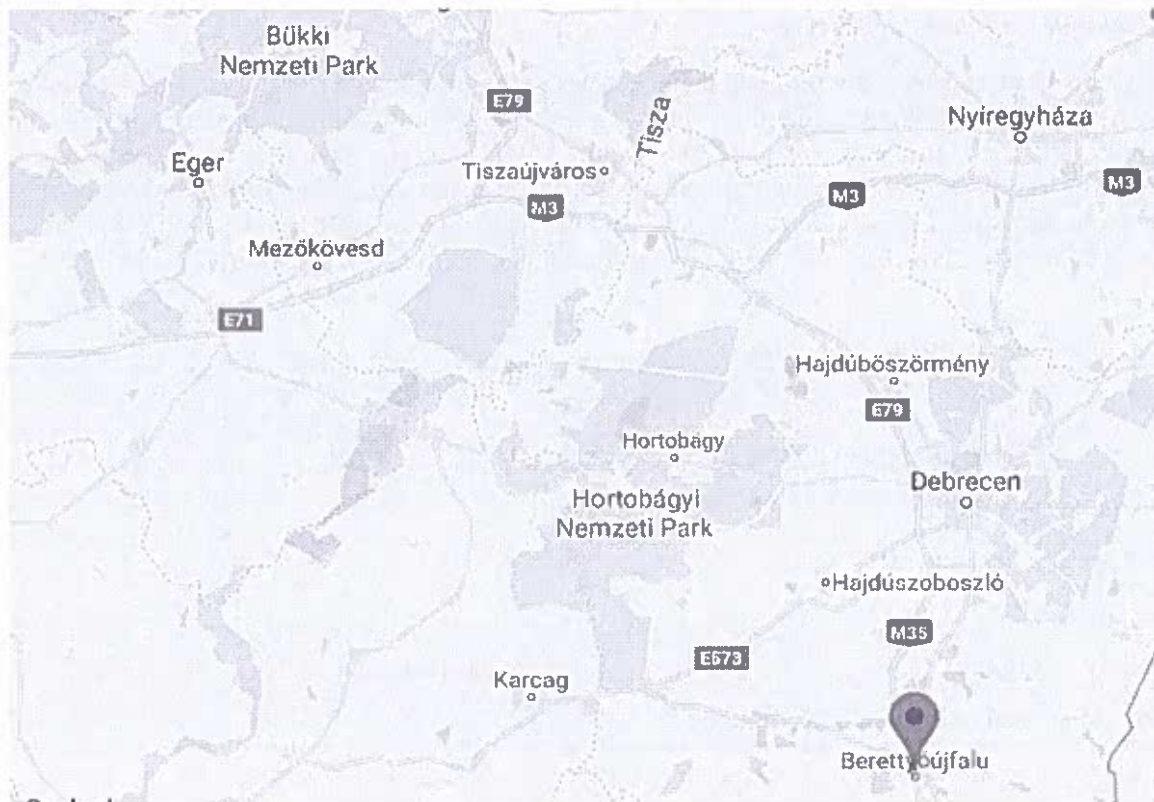 Bükki
Nemzeti Park
E79
Tisza
Nyíregyháza
Eger
Tiszaújváros
M3
M3
M3
Mezőkövesd
E71
Hajdúböszörmény
E79
Hortobágy
Debrecen
Hortobágyi
Nemzeti Park
Hajdúszoboszló
M35
E573
Karcag
Berettyóújfalu